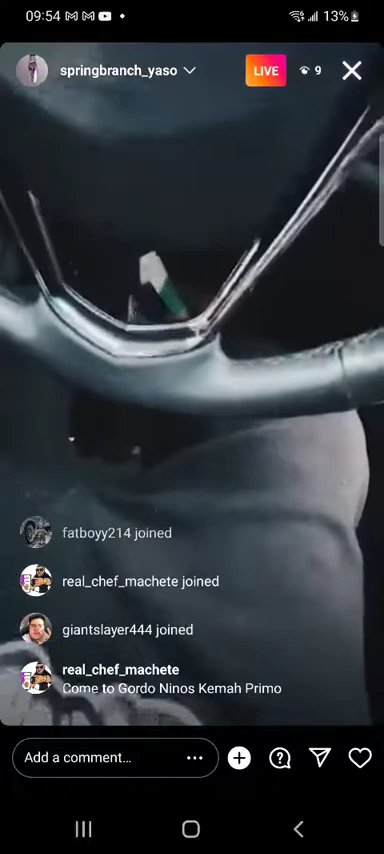 09:54
13%
springbranch_yaso
LIVE
9
fatboyy214 joined
real_chef_machete joined
giantslayer444 joined
real_chef_machete
Come to Gordo Ninos Kemah Primo
Add a comment...